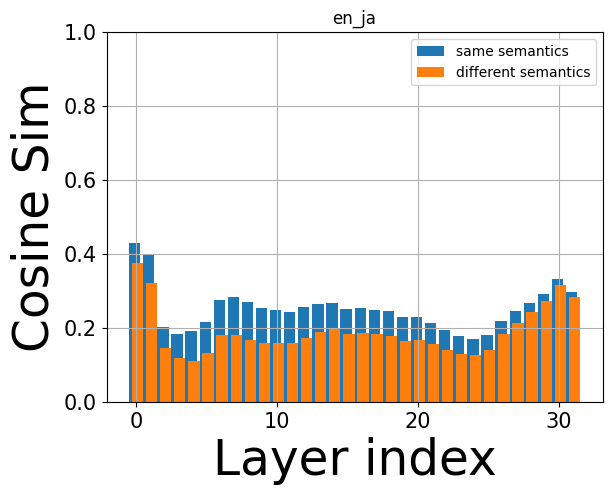 en_ja
same semantics
different semantics
Cosine Sim
1.0
0.8
0.6
0.4
0.2
0.0
0 10 20 30
Layer index